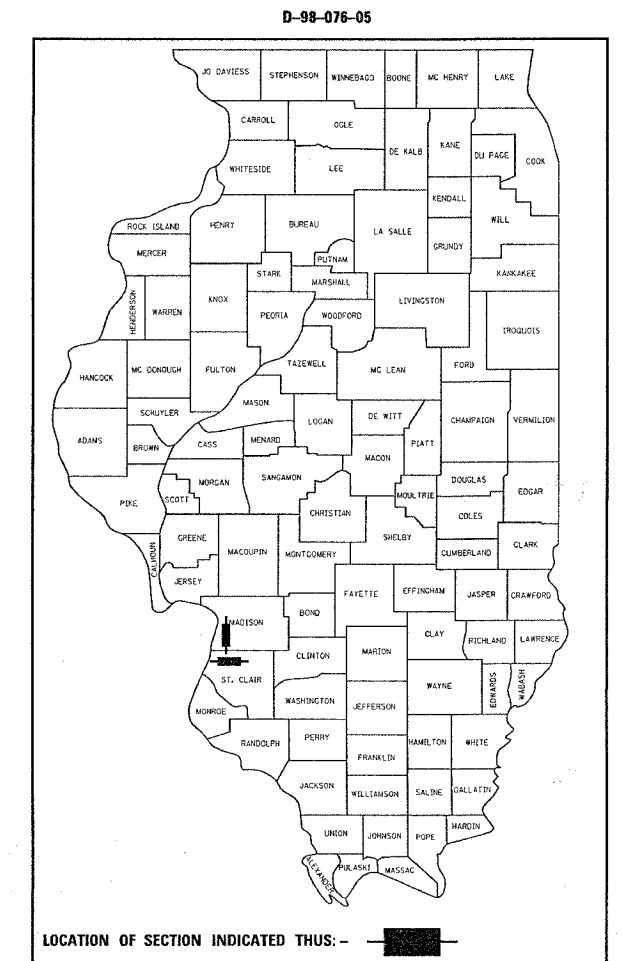 D-98-076-05
JO DAVIESS STEPHENSON WINNEBAGO BOONE MC HENRY LAKE
CARROLL OGLE
DE KALB KANE DU PAGE COOK
WHITESIDE LEE
KENDALL
ROCK ISLAND HENRY BUREAU LA SALLE GRUNDY WILL
MERCER PUTNAM
STARK MARSHALL KANKAKEE
HENDERSON WARREN KNOX PEORIA WOODFORD LIVINGSTON
IROQUOIS
HANCOCK MC DONOUGH FULTON TAZEWELL MC LEAN FORD
MASON
SCHUYLER LOGAN DE WITT CHAMPAIGN VERMILION
ADAMS BROWN CASS MENARD PIATT
MACON
PIKE SCOTT MORGAN SANGAMON MOULTRIE DOUGLAS EDGAR
CHRISTIAN COLES
CALHOUN GREENE MACOUPIN MONTGOMERY SHELBY CUMBERLAND CLARK
JERSEY FAYETTE EFFINGHAM JASPER CRAWFORD
MADISON BOND
CLAY RICHLAND LAWRENCE
CLINTON MARION
ST. CLAIR WAYNE EDWARDS WABASH
MONROE WASHINGTON JEFFERSON
RANDOLPH PERRY HAMILTON WHITE
FRANKLIN
JACKSON WILLIAMSON SALINE GALLATIN
UNION JOHNSON POPE HARDIN
ALEXANDER PULASKI MASSAC
LOCATION OF SECTION INDICATED THUS: -